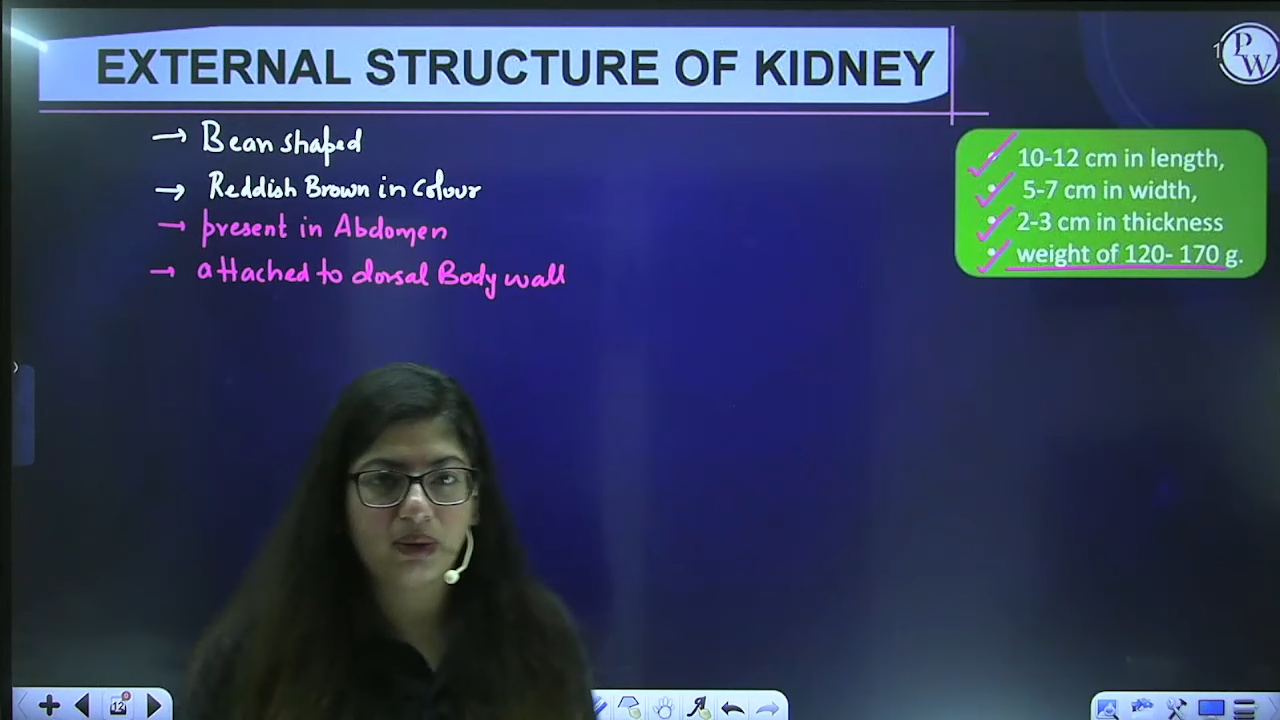 EXTERNAL STRUCTURE OF KIDNEY
P
W
→ Bean shaped
→ Reddish Brown in Colour
→ present in Abdomen
→ attached to dorsal Body wall
• 10-12 cm in length,
• 5-7 cm in width,
• 2-3 cm in thickness
• weight of 120- 170 g.
12